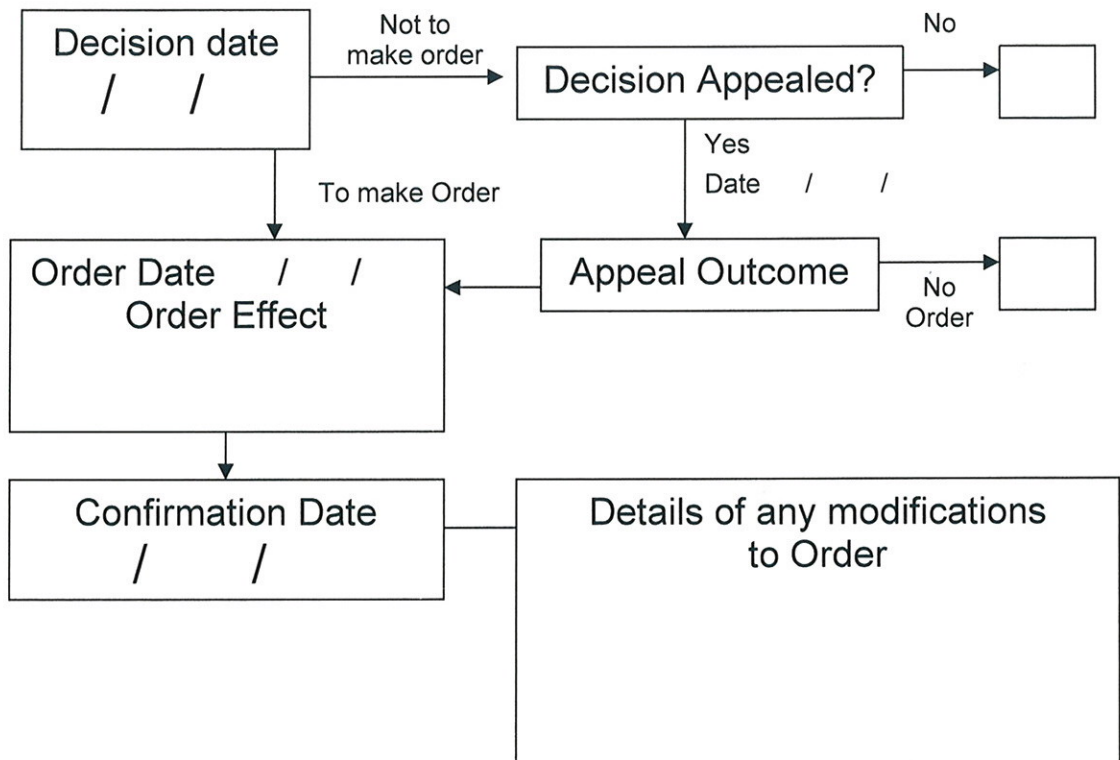 Decision date
/ /
Not to
make order
Decision Appealed?
No
Yes
Date / /
To make Order
Order Date / /
Order Effect
Appeal Outcome
No
Order
Confirmation Date
/ /
Details of any modifications
to Order